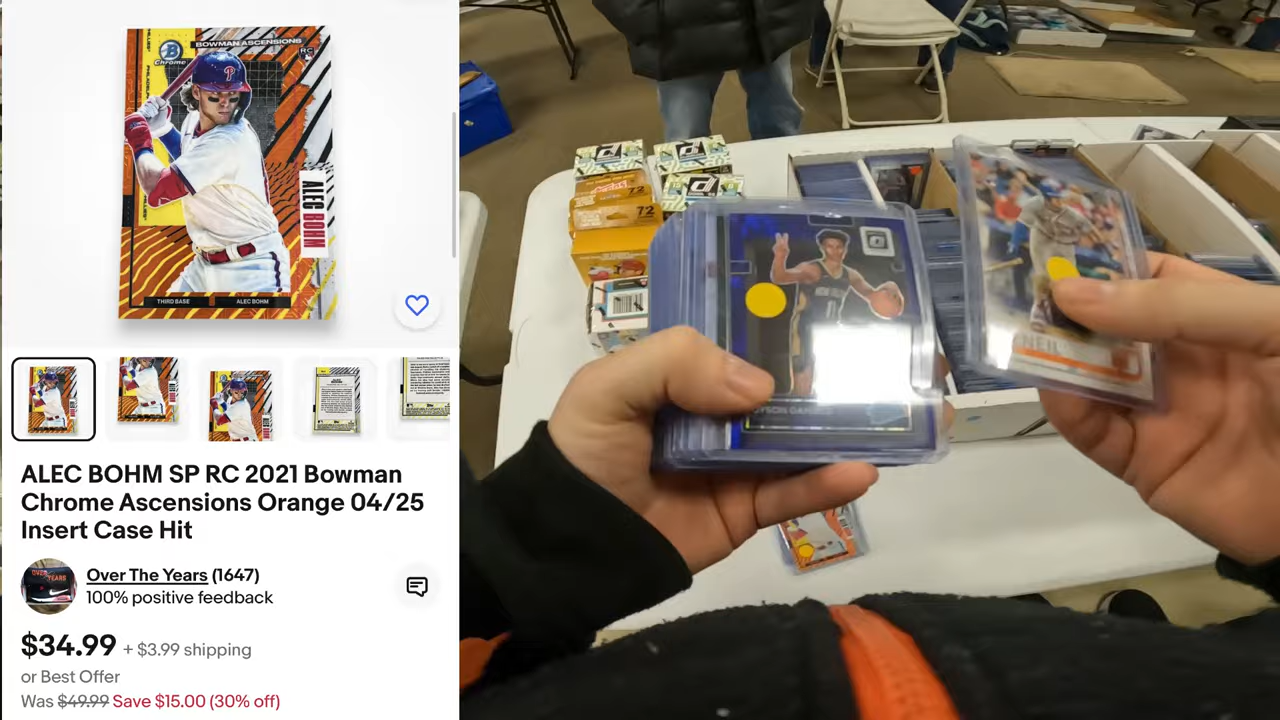 Chrome
BOWMAN ASCENSIONS
RC
ALEC BOHM
THIRD BASE
ALEC BOHM
ALEC BOHM SP RC 2021 Bowman
Chrome Ascensions Orange 04/25
Insert Case Hit
Over The Years (1647)
100% positive feedback
$34.99 + $3.99 shipping
or Best Offer
Was $49.99 Save $15.00 (30% off)
72
72
NEIL